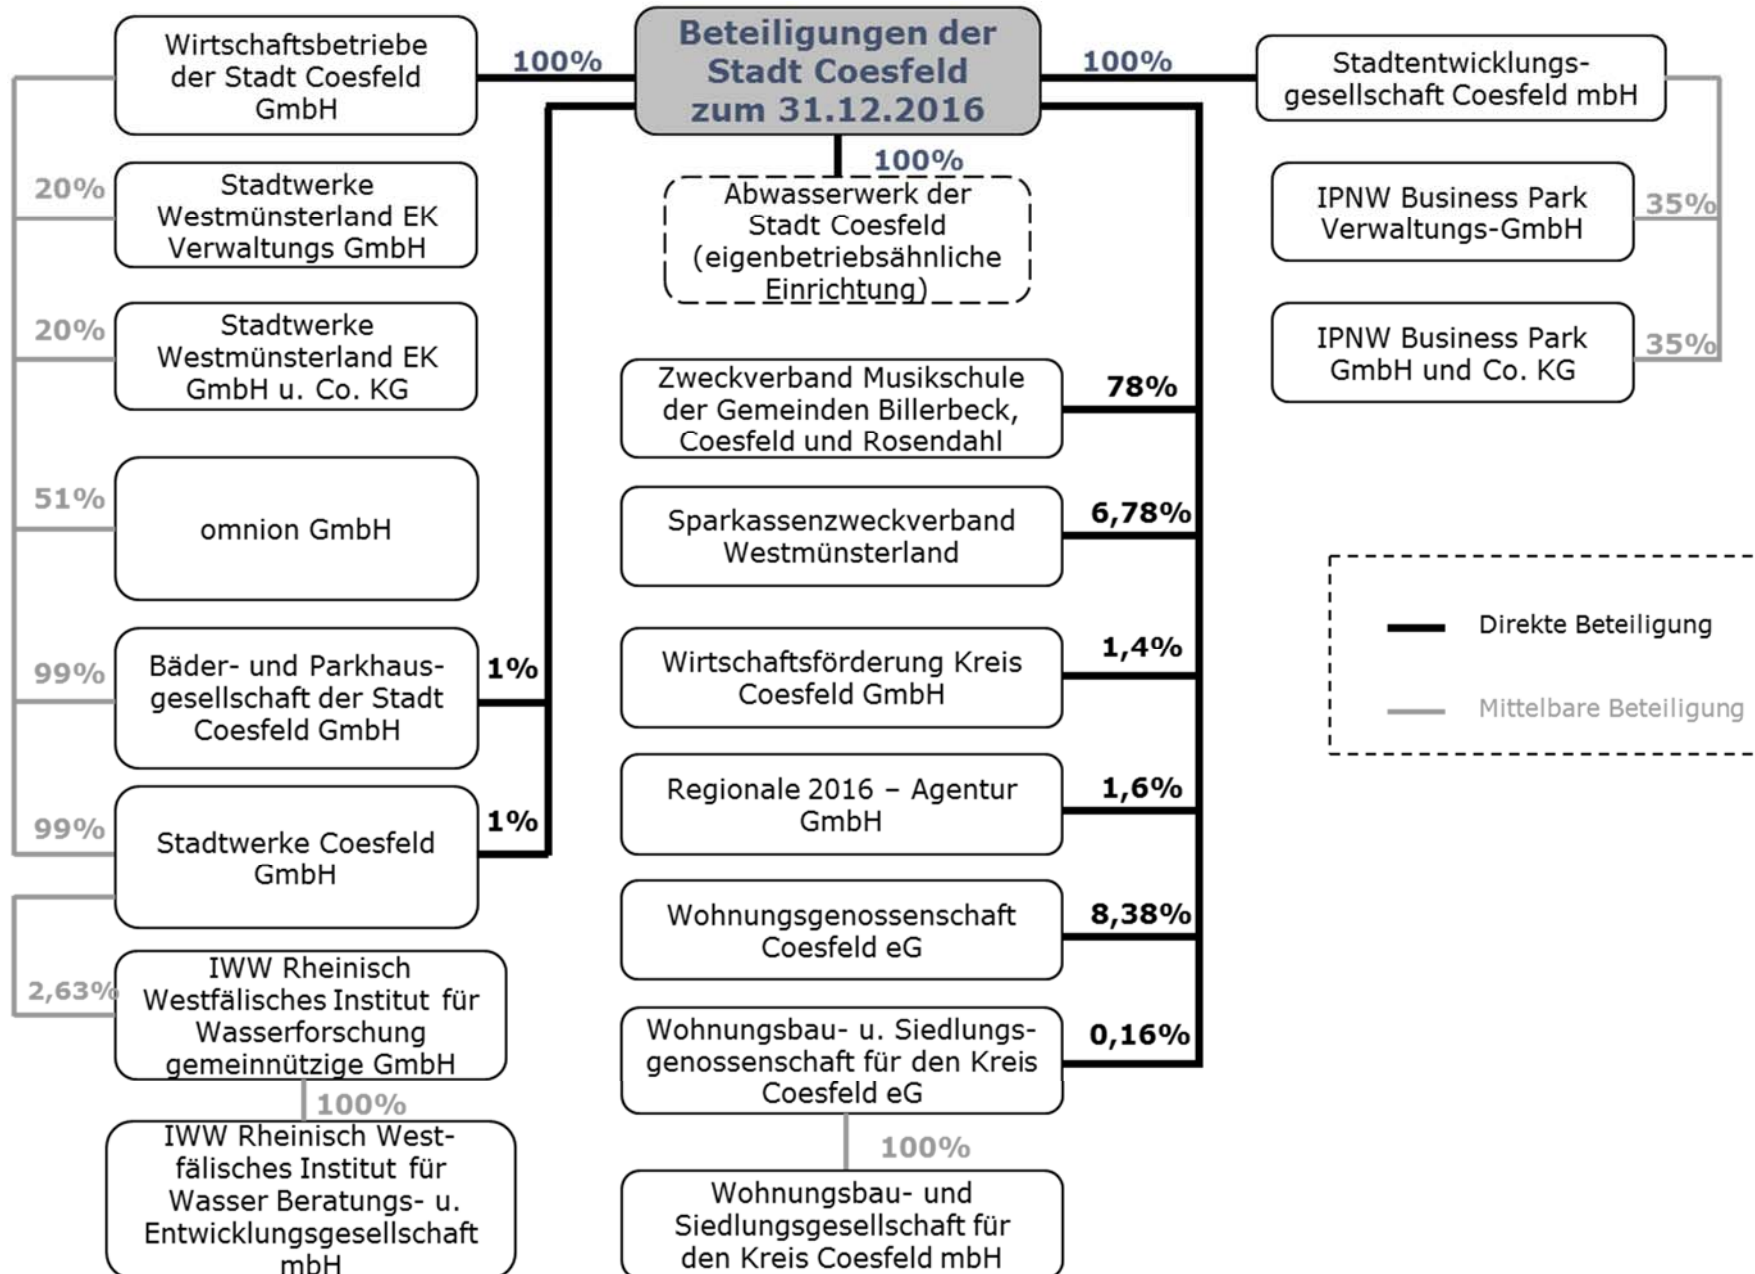 Beteiligungen der
Stadt Coesfeld
zum 31.12.2016
100%
Wirtschaftsbetriebe
der Stadt Coesfeld
GmbH
20%
Stadtwerke
Westmünsterland EK
Verwaltungs GmbH
20%
Stadtwerke
Westmünsterland EK
GmbH u. Co. KG
51%
omnion GmbH
99%
Bäder- und Parkhaus-
gesellschaft der Stadt
Coesfeld GmbH
1%
99%
Stadtwerke Coesfeld
GmbH
1%
2,63%
IWW Rheinisch
Westfälisches Institut für
Wasserforschung
gemeinnützige GmbH
100%
IWW Rheinisch West-
fälisches Institut für
Wasser Beratungs- u.
Entwicklungsgesellschaft
mbH
100%
Abwasserwerk der
Stadt Coesfeld
(eigenbetriebsähnliche
Einrichtung)
Zweckverband Musikschule
der Gemeinden Billerbeck,
Coesfeld und Rosendahl
78%
Sparkassenzweckverband
Westmünsterland
6,78%
Wirtschaftsförderung Kreis
Coesfeld GmbH
1,4%
Regionale 2016 – Agentur
GmbH
1,6%
Wohnungsgenossenschaft
Coesfeld eG
8,38%
Wohnungsbau- u. Siedlungs-
genossenschaft für den Kreis
Coesfeld eG
0,16%
100%
Wohnungsbau- und
Siedlungsgesellschaft für
den Kreis Coesfeld mbH
100%
Stadtentwicklungs-
gesellschaft Coesfeld mbH
IPNW Business Park
Verwaltungs-GmbH
35%
IPNW Business Park
GmbH und Co. KG
35%
Direkte Beteiligung
Mittelbare Beteiligung